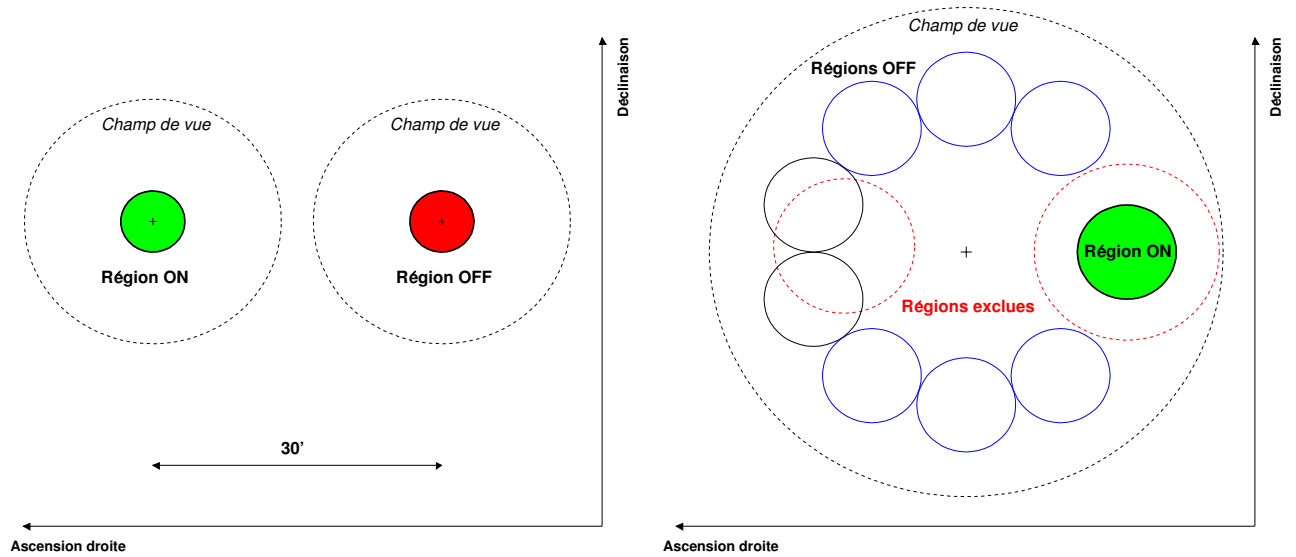 Champ de vue
Champ de vue
Région ON
Région OFF
30'
Déclinaison
Ascension droite
Champ de vue
Régions OFF
Région ON
Régions exclues
Déclinaison
Ascension droite